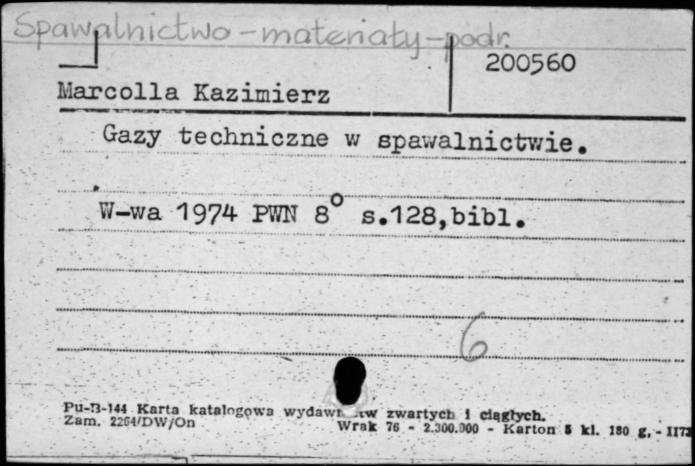 Spawalnictwo - materiały - podr.
200560
Marcolla Kazimierz
Gazy techniczne w spawalnictwie.
W-wa 1974 PWN 8° s.128,bibl.
6
Pu-B-144 Karta katalogowa zwartych i ciągłych.
Zam. 2264/DW/On
Wrak 76 - 2.300.000 - Karton 5 kl. 180 g. -